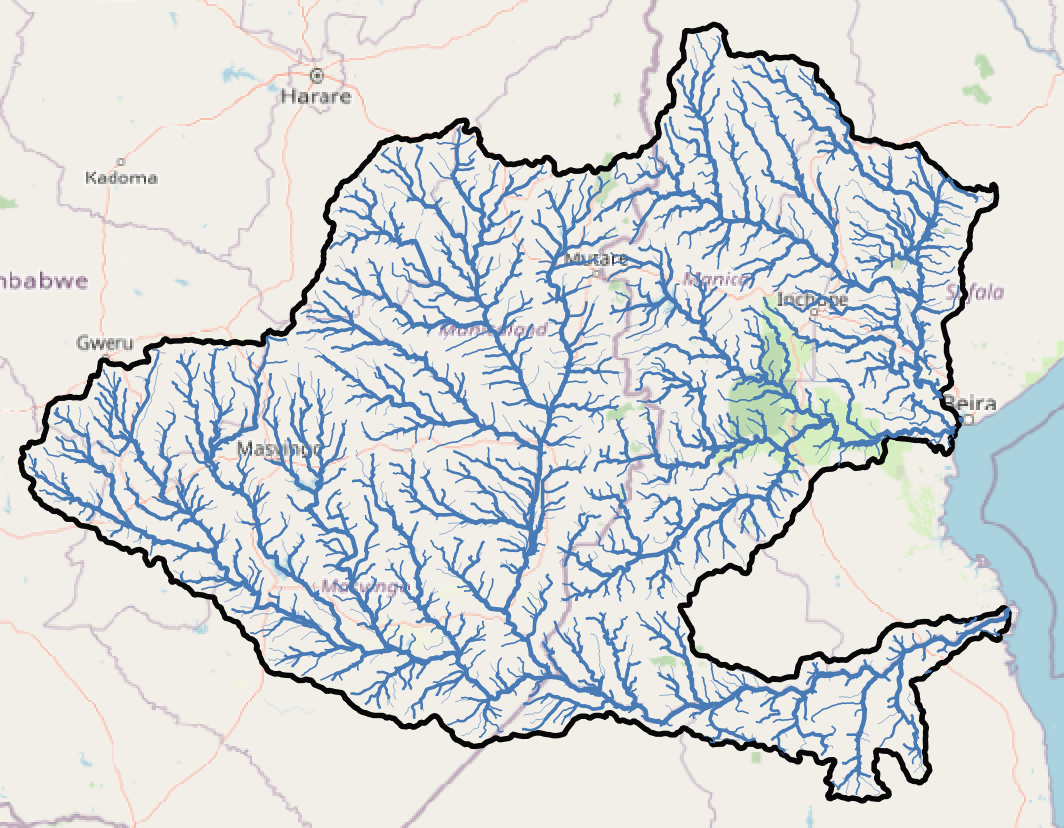 Harare
Kadoma
Mutare
Manica
mbabwe
Inchope
Sofala
Manicaland
Gweru
Beira
Masvingo
Masvingo